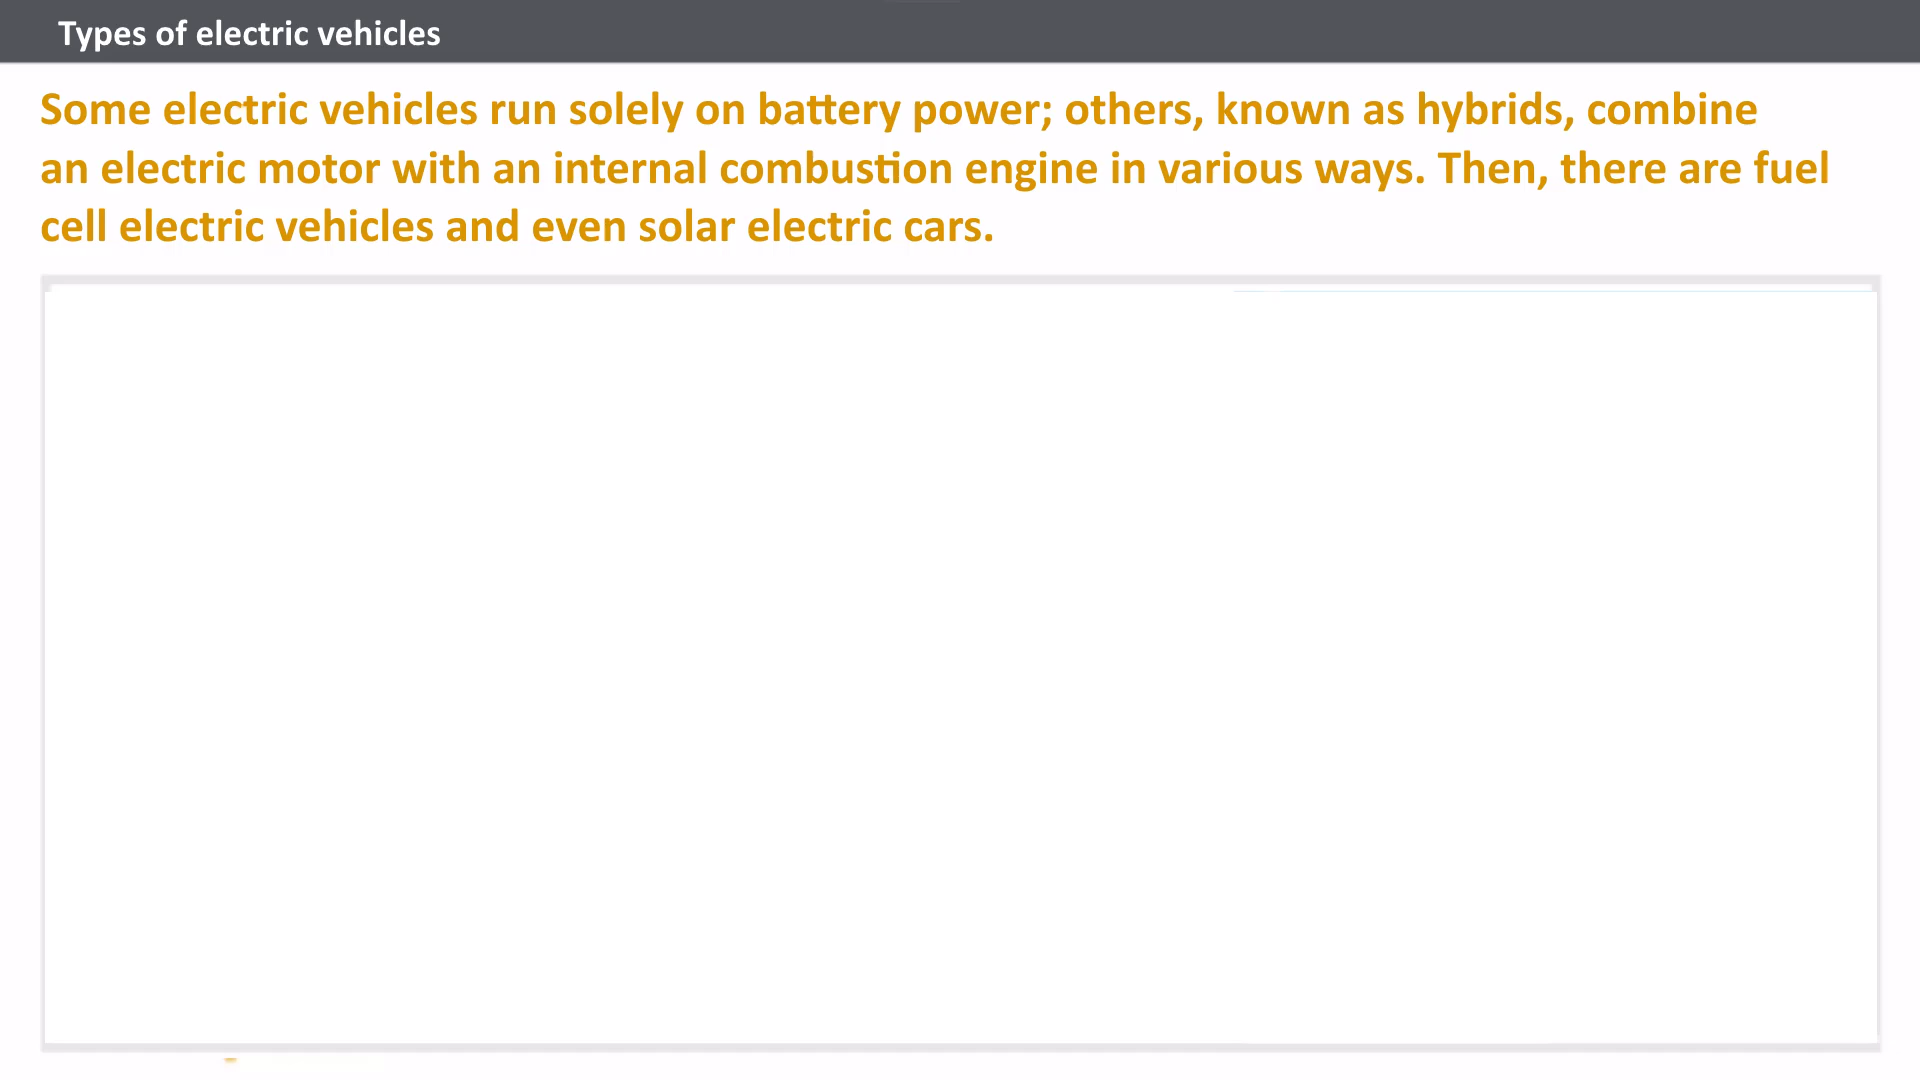 Types of electric vehicles
Some electric vehicles run solely on battery power; others, known as hybrids, combine
an electric motor with an internal combustion engine in various ways. Then, there are fuel
cell electric vehicles and even solar electric cars.